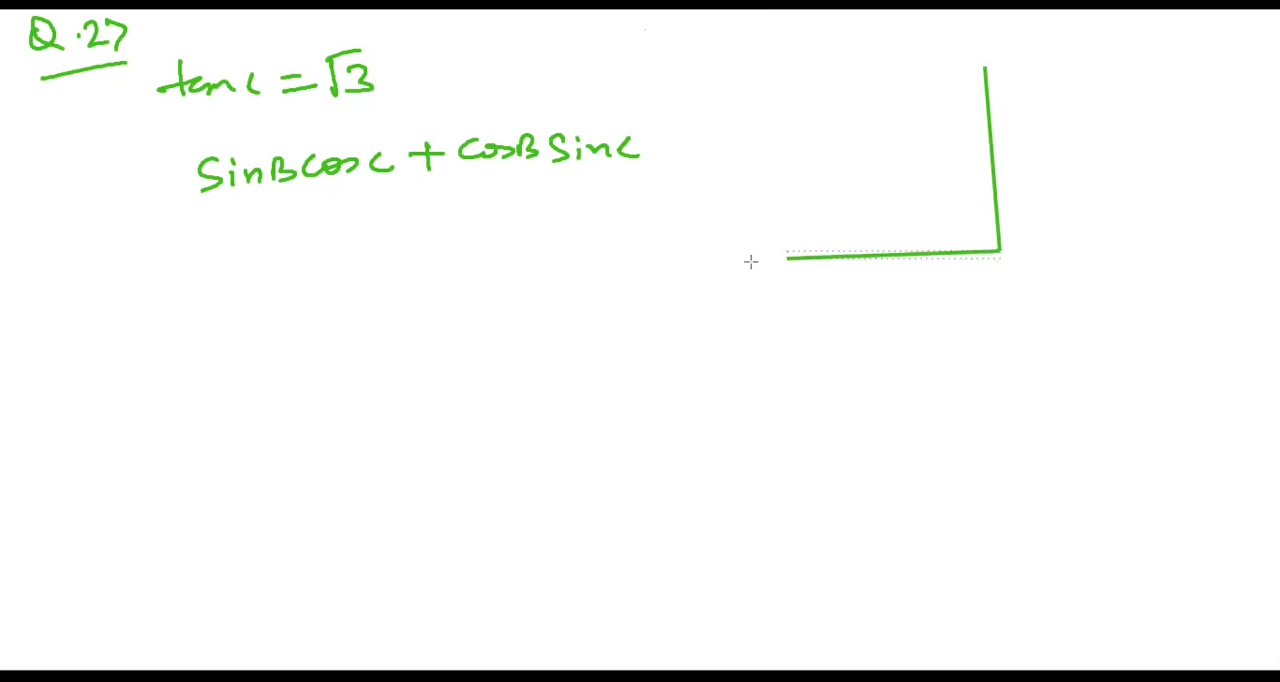 Q.27
tan C = √3
Sin B Cos C + Cos B Sin C